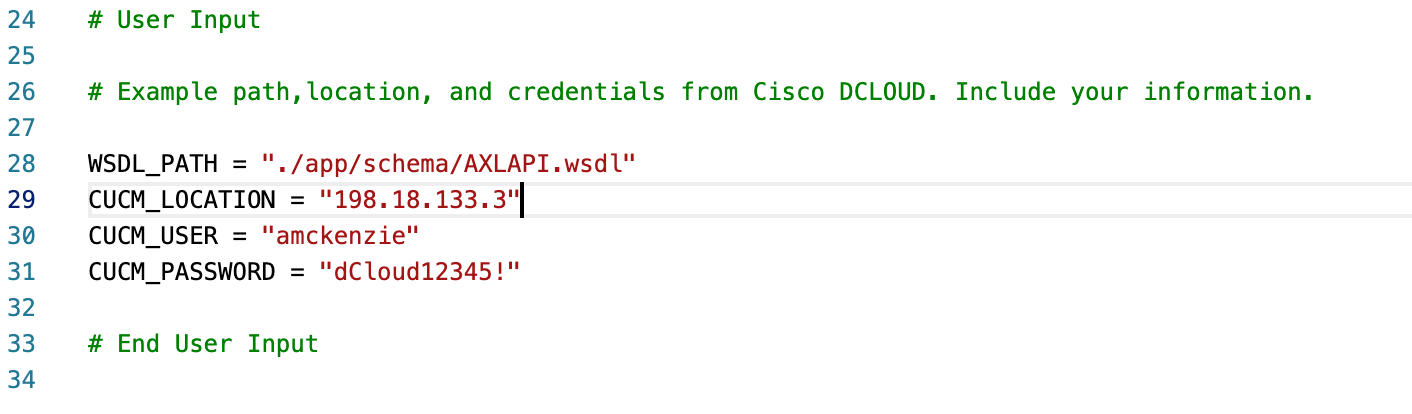 24 # User Input
25
26 # Example path,location, and credentials from Cisco DCLOUD. Include your information.
27
28 WSDL_PATH = "./app/schema/AXLAPI.wsdl"
29 CUCM_LOCATION = "198.18.133.3"
30 CUCM_USER = "amckenzie"
31 CUCM_PASSWORD = "dCloud12345!"
32
33 # End User Input
34